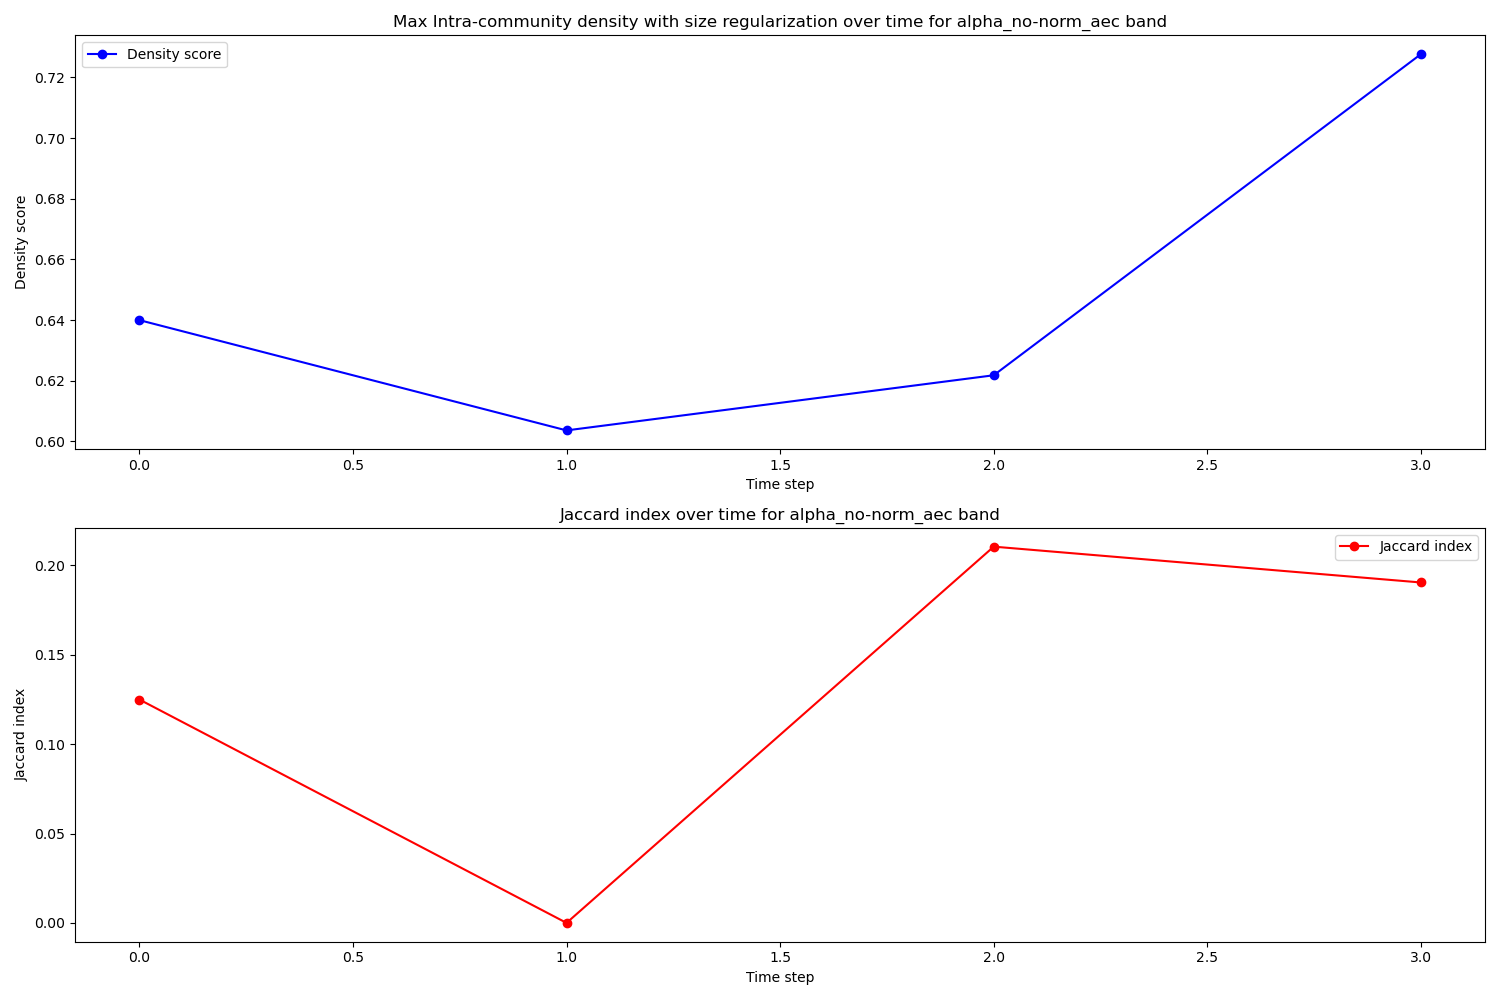 Max Intra-community density with size regularization over time for alpha_no-norm_aec band
Density score
0.72
0.70
0.68
0.66
0.64
0.62
0.60
Density score
0.0 0.5 1.0 1.5 2.0 2.5 3.0
Time step
Jaccard index over time for alpha_no-norm_aec band
Jaccard index
0.20
0.15
0.10
0.05
0.00
Jaccard index
0.0 0.5 1.0 1.5 2.0 2.5 3.0
Time step